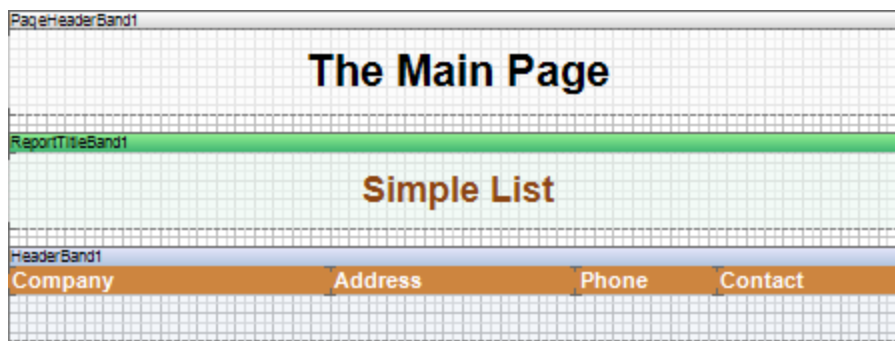 PageHeaderBand1
The Main Page
ReportTitleBand1
Simple List
HeaderBand1
Company Address Phone Contact